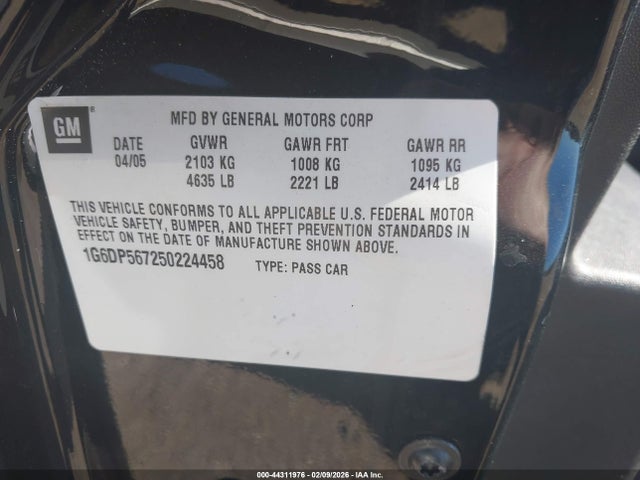 GM ®
MFD BY GENERAL MOTORS CORP
DATE GVWR GAWR FRT GAWR RR
04/05 2103 KG 1008 KG 1095 KG
4635 LB 2221 LB 2414 LB
THIS VEHICLE CONFORMS TO ALL APPLICABLE U.S. FEDERAL MOTOR
VEHICLE SAFETY, BUMPER, AND THEFT PREVENTION STANDARDS IN
EFFECT ON THE DATE OF MANUFACTURE SHOWN ABOVE.
1G6DP567250224458 TYPE: PASS CAR
000-44311976 | 02/09/2026 | IAA Inc.